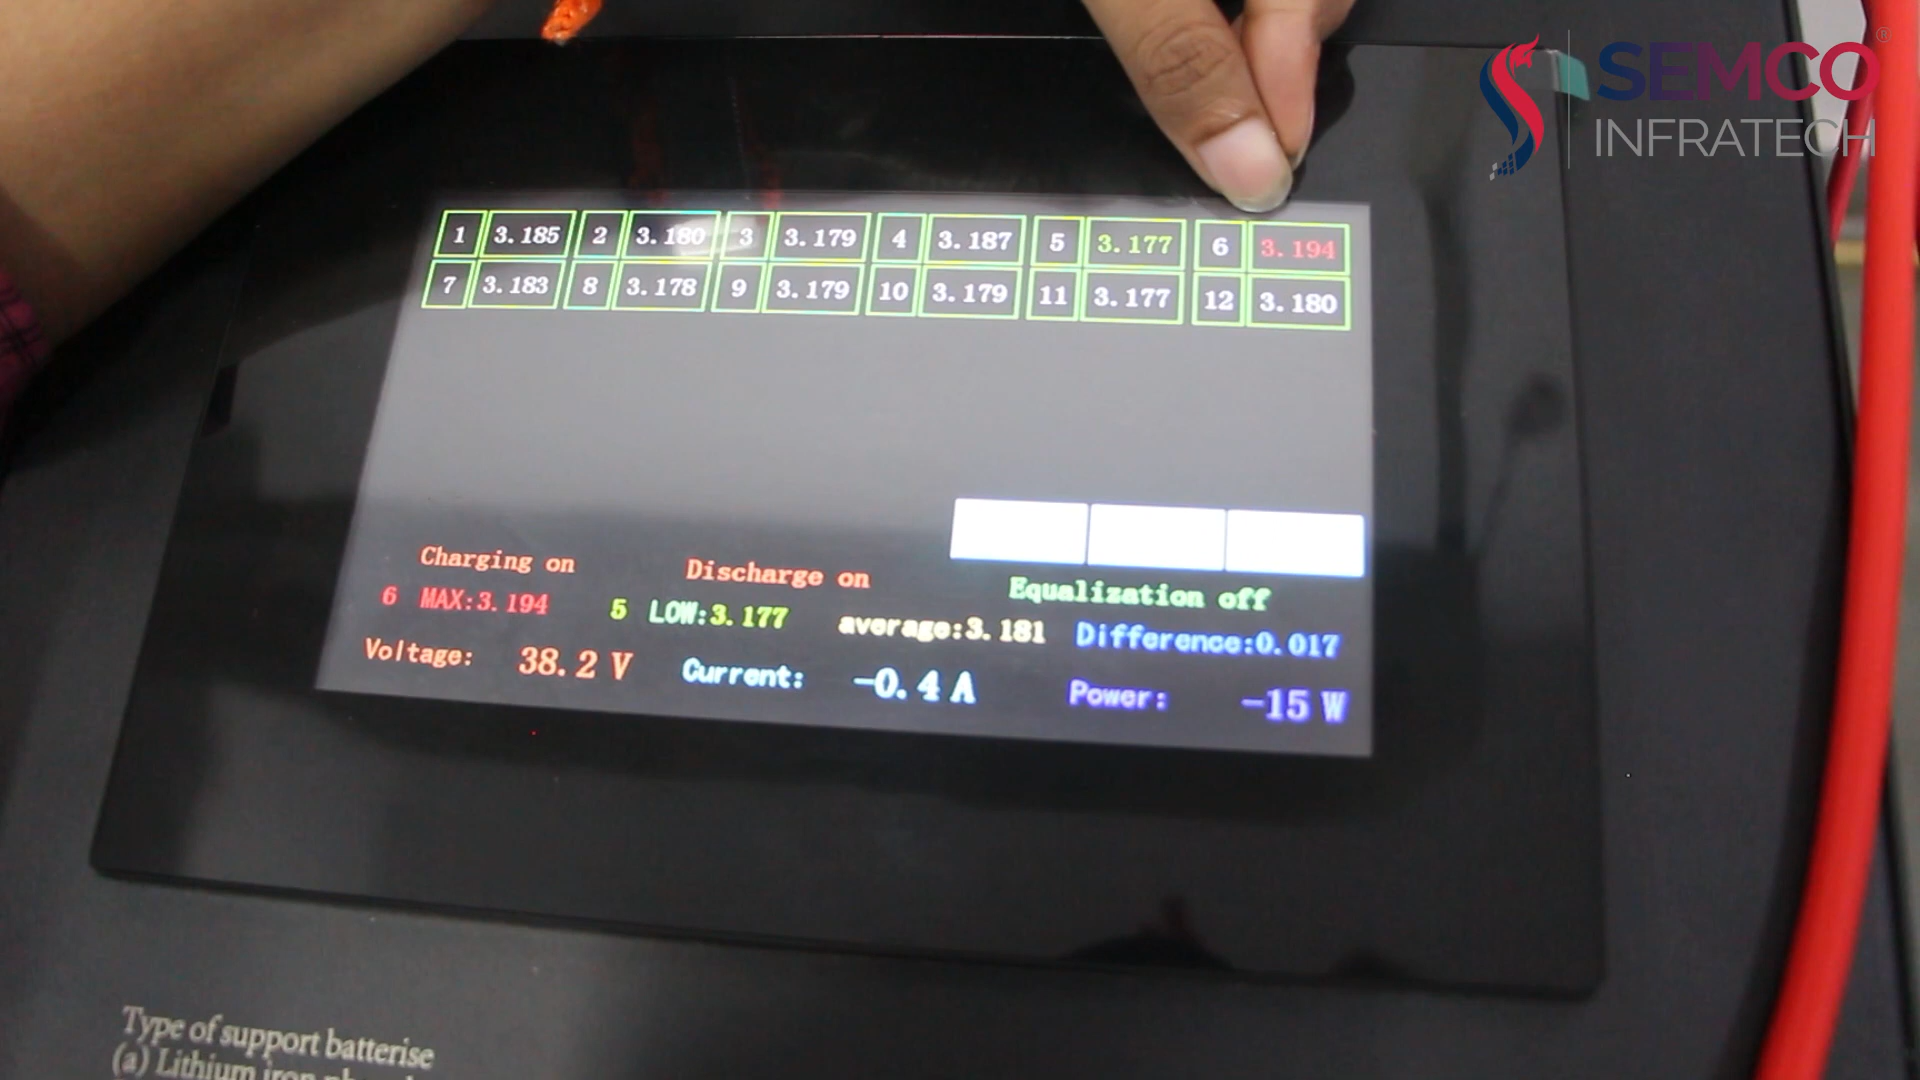 SEMCO®
INFRATECH
1 3.185 2 3.180 3 3.179 4 3.187 5 3.177 6 3.194
7 3.183 8 3.178 9 3.179 10 3.179 11 3.177 12 3.180
Charging on Discharge on Equalization off
6 MAX:3.194 5 LOW:3.177 average:3.181 Difference:0.017
Voltage: 38.2 V Current: -0.4 A Power: -15 W
Type of support batterise
(a) Lithium iron